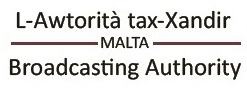 L-Awtorità tax-Xandir
MALTA
Broadcasting Authority